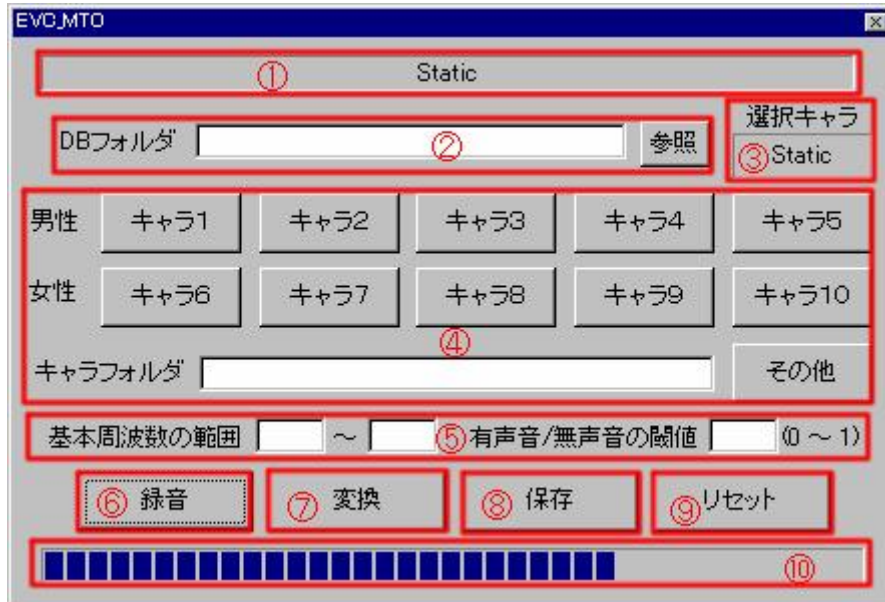 EVC_MTO
① Static
選択キャラ
DBフォルダ ② 参照
③ Static
男性 キャラ1 キャラ2 キャラ3 キャラ4 キャラ5
女性 キャラ6 キャラ7 キャラ8 キャラ9 キャラ10
④
キャラフォルダ その他
基本周波数の範囲 ～ ⑤ 有声音/無声音の閾値 (0 ～ 1)
⑥ 録音 ⑦ 変換 ⑧ 保存 ⑨ リセット
⑩